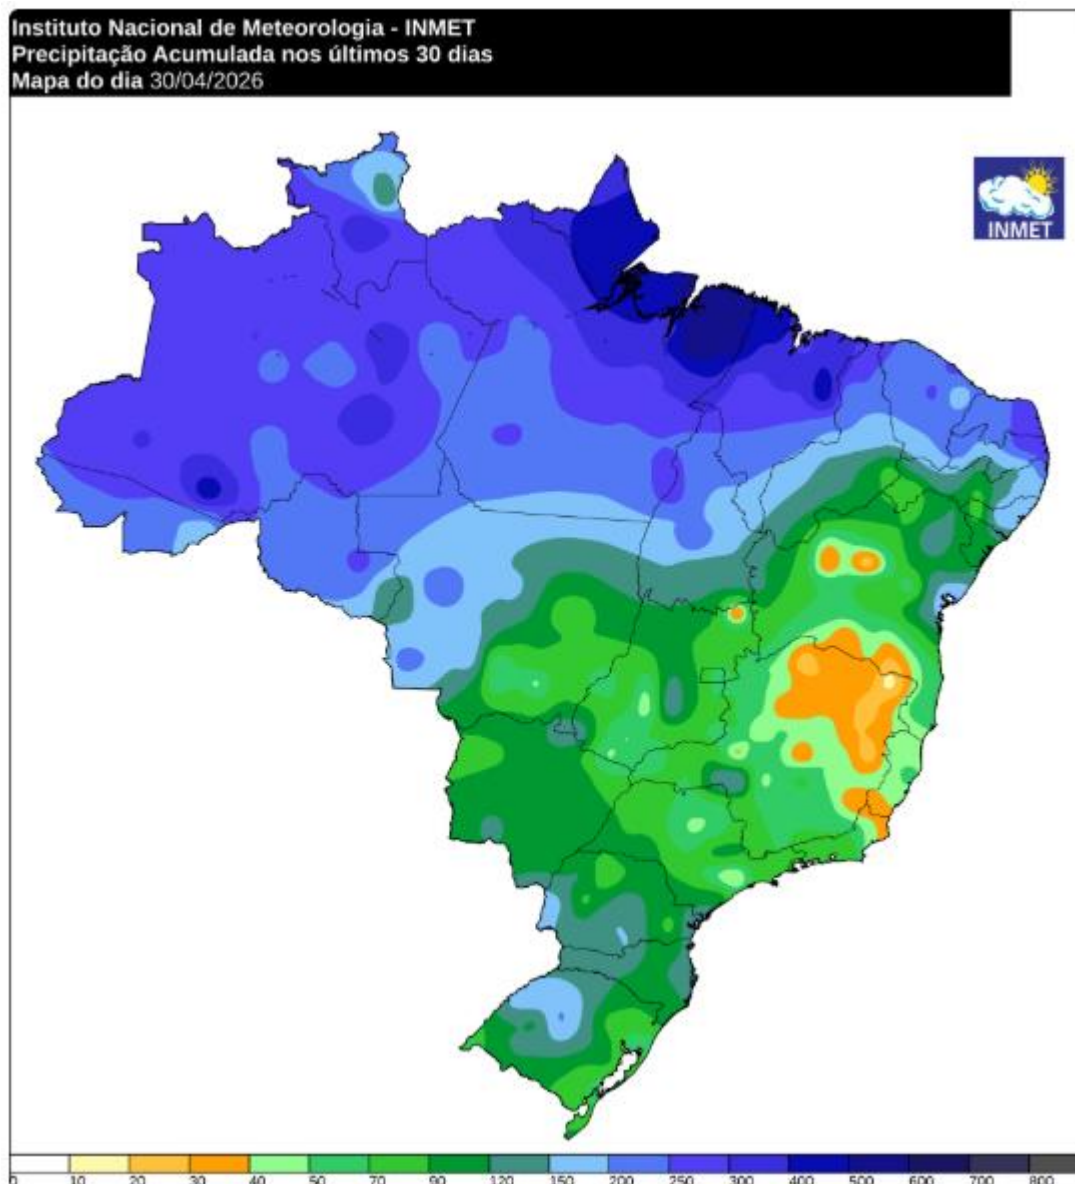 Instituto Nacional de Meteorologia - INMET
Precipitação Acumulada nos últimos 30 dias
Mapa do dia 30/04/2026
INMET
0 10 20 30 40 50 70 90 120 150 200 250 300 400 500 600 700 800